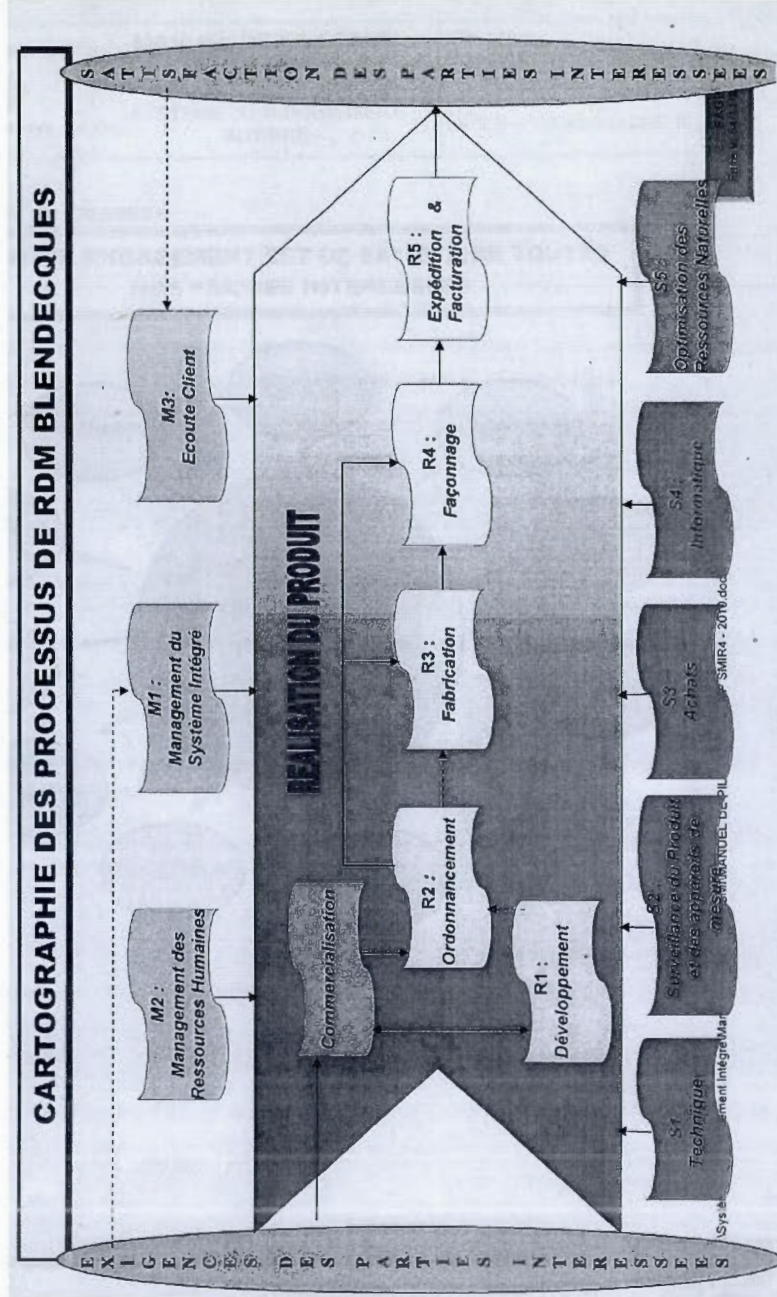 CARTOGRAPHIE DES PROCESSUS DE RDM BLENDECQUES
EXIGENCES DES PARTIES INTERESSEES
M2 :
Management des
Ressources Humaines
M1:
Management du
Système Intégré
M3:
Ecoute Client
REALISATION DU PRODUIT
Commercialisation
R1 :
Développement
R2 :
Ordonnancement
R3 :
Fabrication
R4 :
Façonnage
R5 :
Expédition &
Facturation
S1
Technique
S2 :
Surveillance du Produit
et des appareils de
mesure
S3
Achats
S4
Informatique
S5 :
Optimisation des
Ressources Naturelles
SATISFACTION DES PARTIES INTERESSEES
SMIR4 - 2010.doc